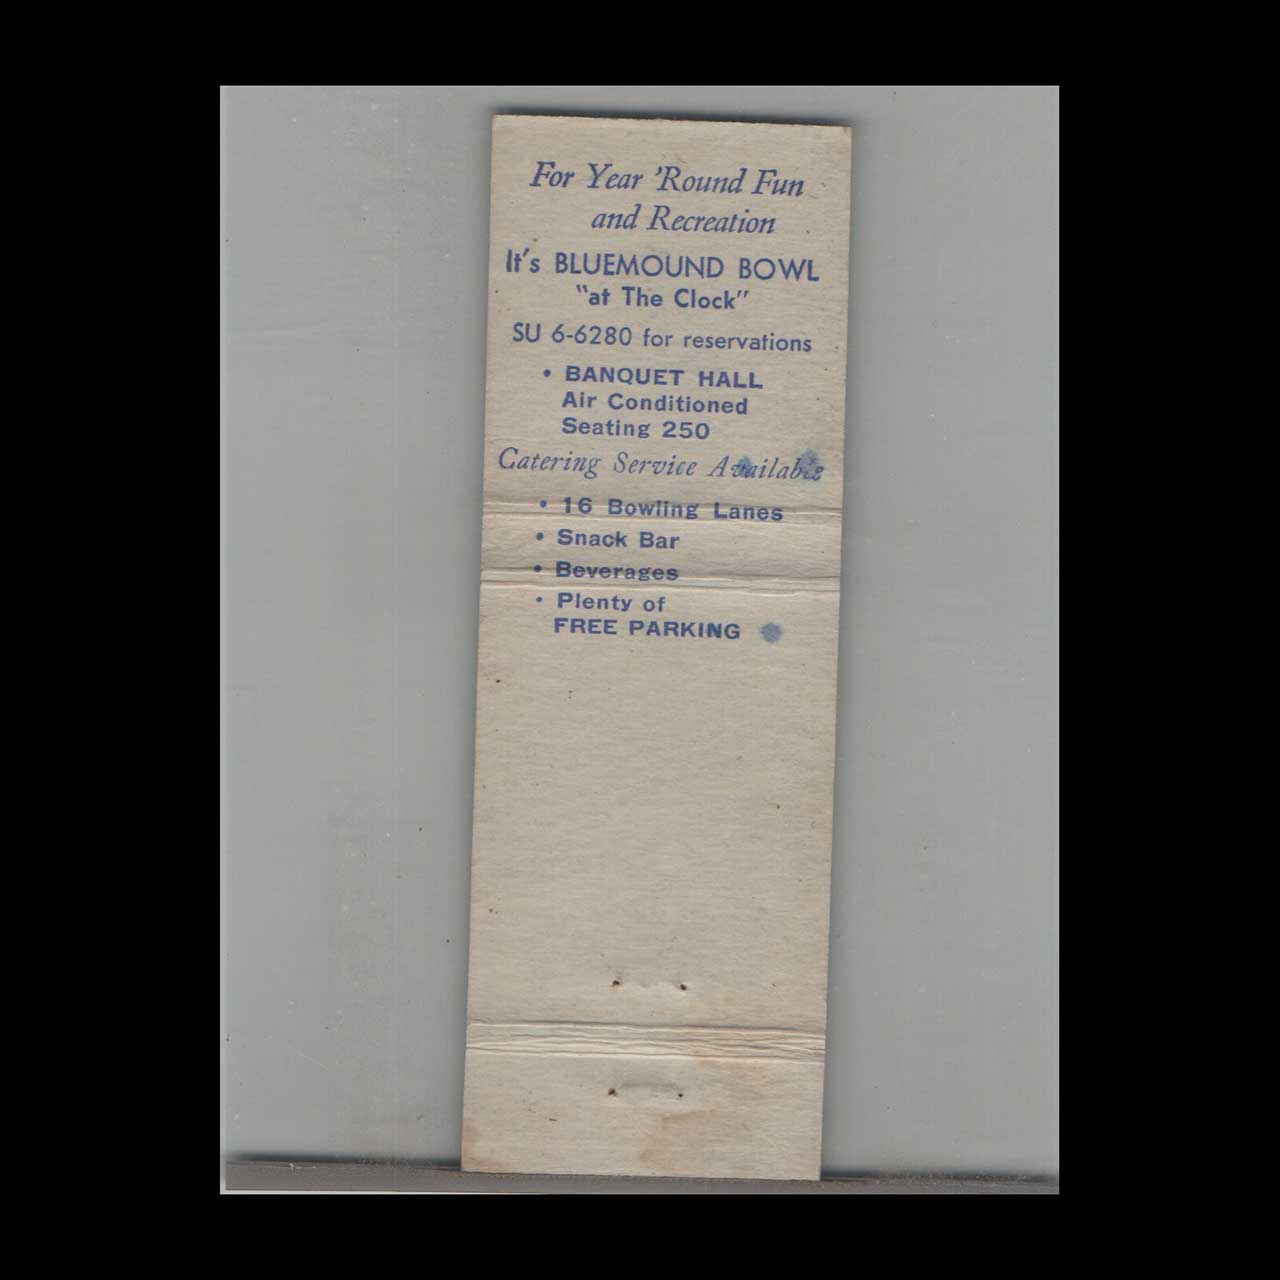 For Year 'Round Fun
and Recreation
It's BLUEMOUND BOWL
"at The Clock"
SU 6-6280 for reservations
• BANQUET HALL
Air Conditioned
Seating 250
Catering Service Available
• 16 Bowling Lanes
• Snack Bar
• Beverages
• Plenty of
FREE PARKING